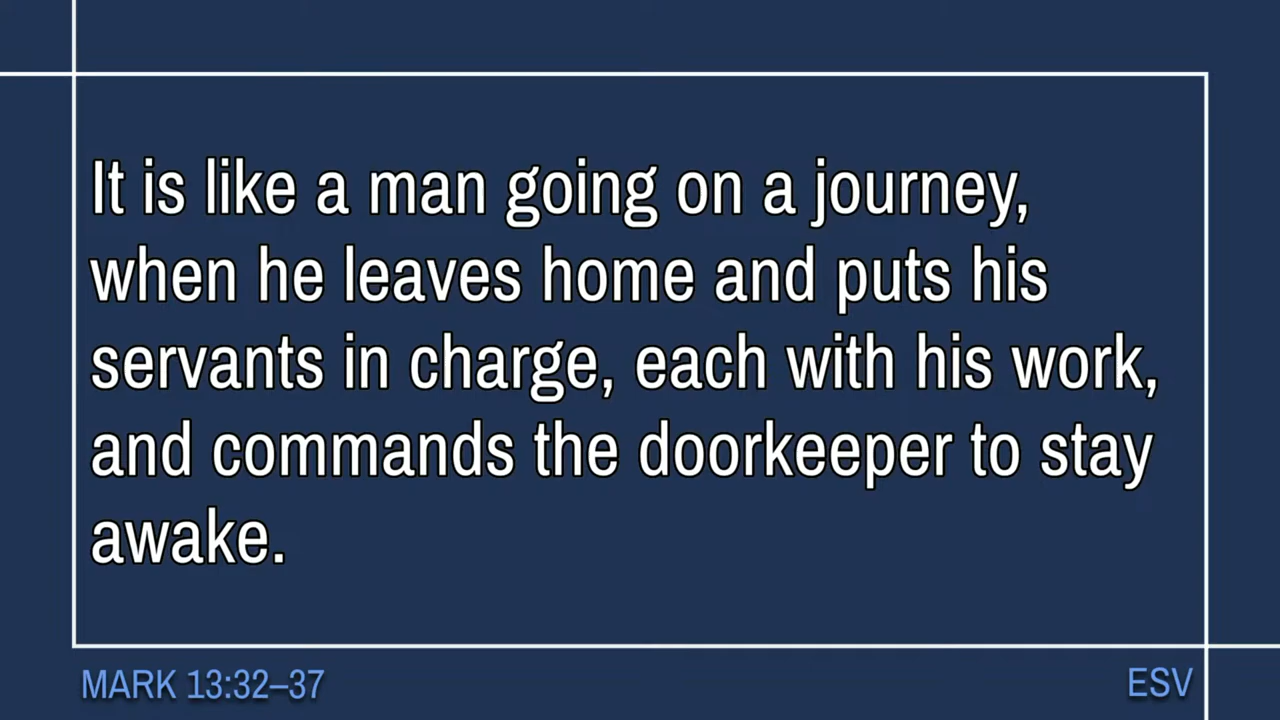 It is like a man going on a journey,
when he leaves home and puts his
servants in charge, each with his work,
and commands the doorkeeper to stay
awake.
MARK 13:32–37
ESV